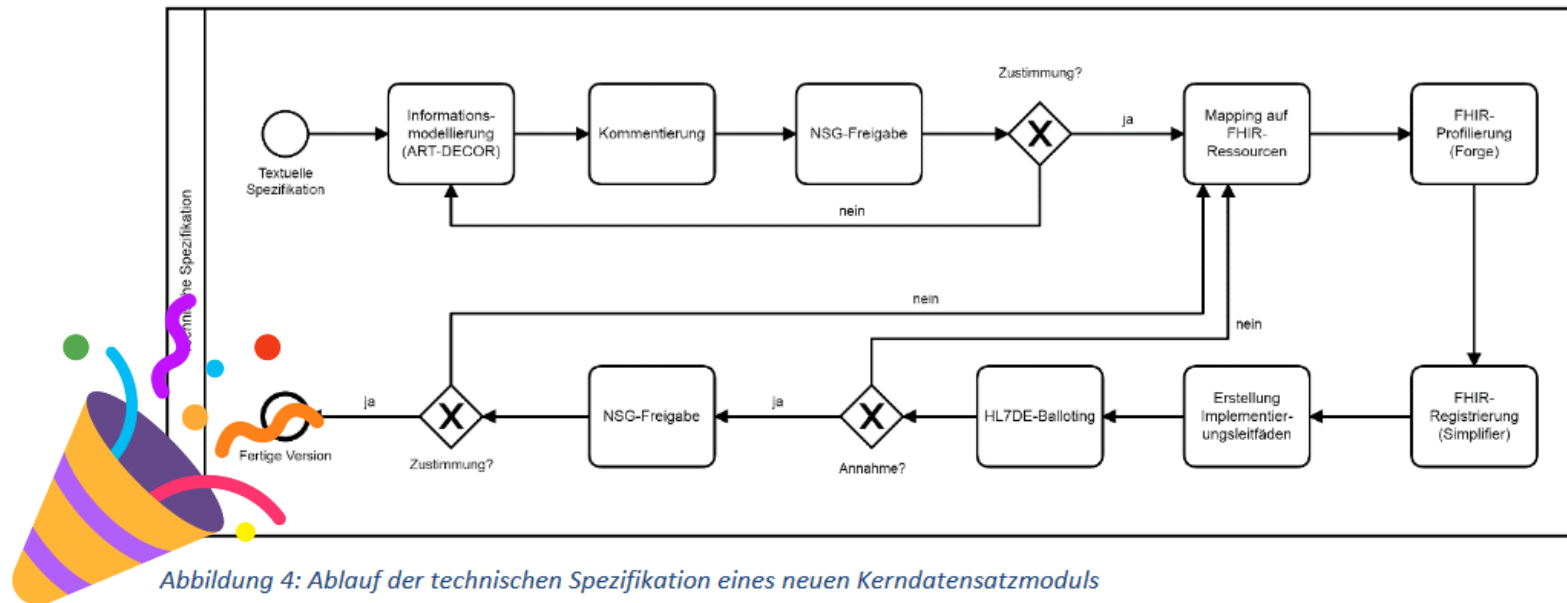 Zustimmung?
Informations-
modellierung
(ART-DECOR)
Kommentierung
NSG-Freigabe
ja
Mapping auf
FHIR-
Ressourcen
FHIR-
Profilierung
(Forge)
Textuelle
Spezifikation
nein
Spezifikation
nein
nein
ja
NSG-Freigabe
ja
HL7DE-Balloting
Erstellung
Implementier-
ungsleitfäden
FHIR-
Registrierung
(Simplifier)
Fertige Version
Zustimmung?
Annahme?
Abbildung 4: Ablauf der technischen Spezifikation eines neuen Kerndatensatzmoduls